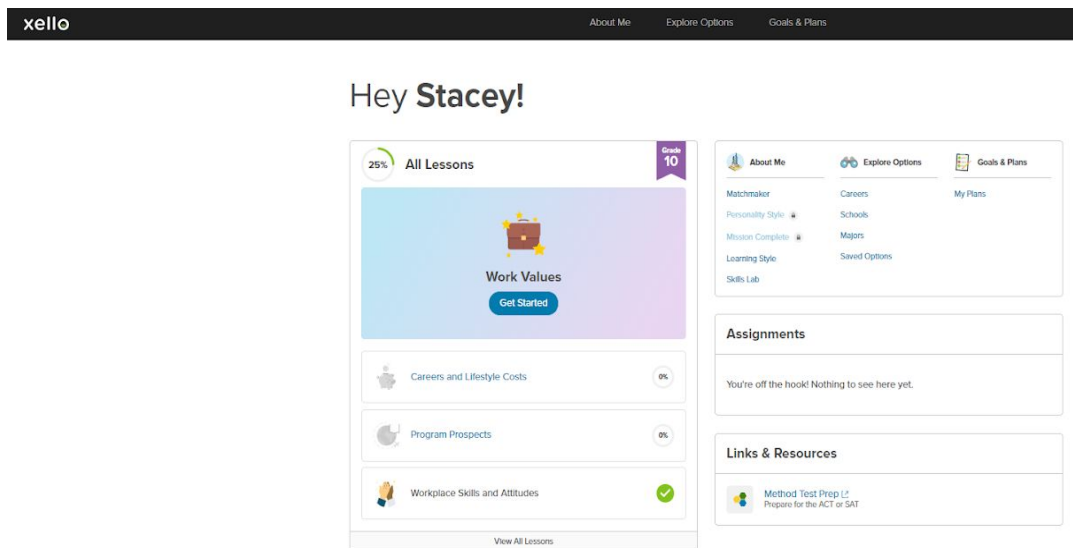 xello
About Me Explore Options Goals & Plans
Hey Stacey!
25% All Lessons
Grade
10
Work Values
Get Started
Careers and Lifestyle Costs 0%
Program Prospects 0%
Workplace Skills and Attitudes
View All Lessons
About Me Explore Options Goals & Plans
Matchmaker Careers My Plans
Personality Style Schools
Mission Complete Majors
Learning Style Saved Options
Skills Lab
Assignments
You're off the hook! Nothing to see here yet.
Links & Resources
Method Test Prep
Prepare for the ACT or SAT